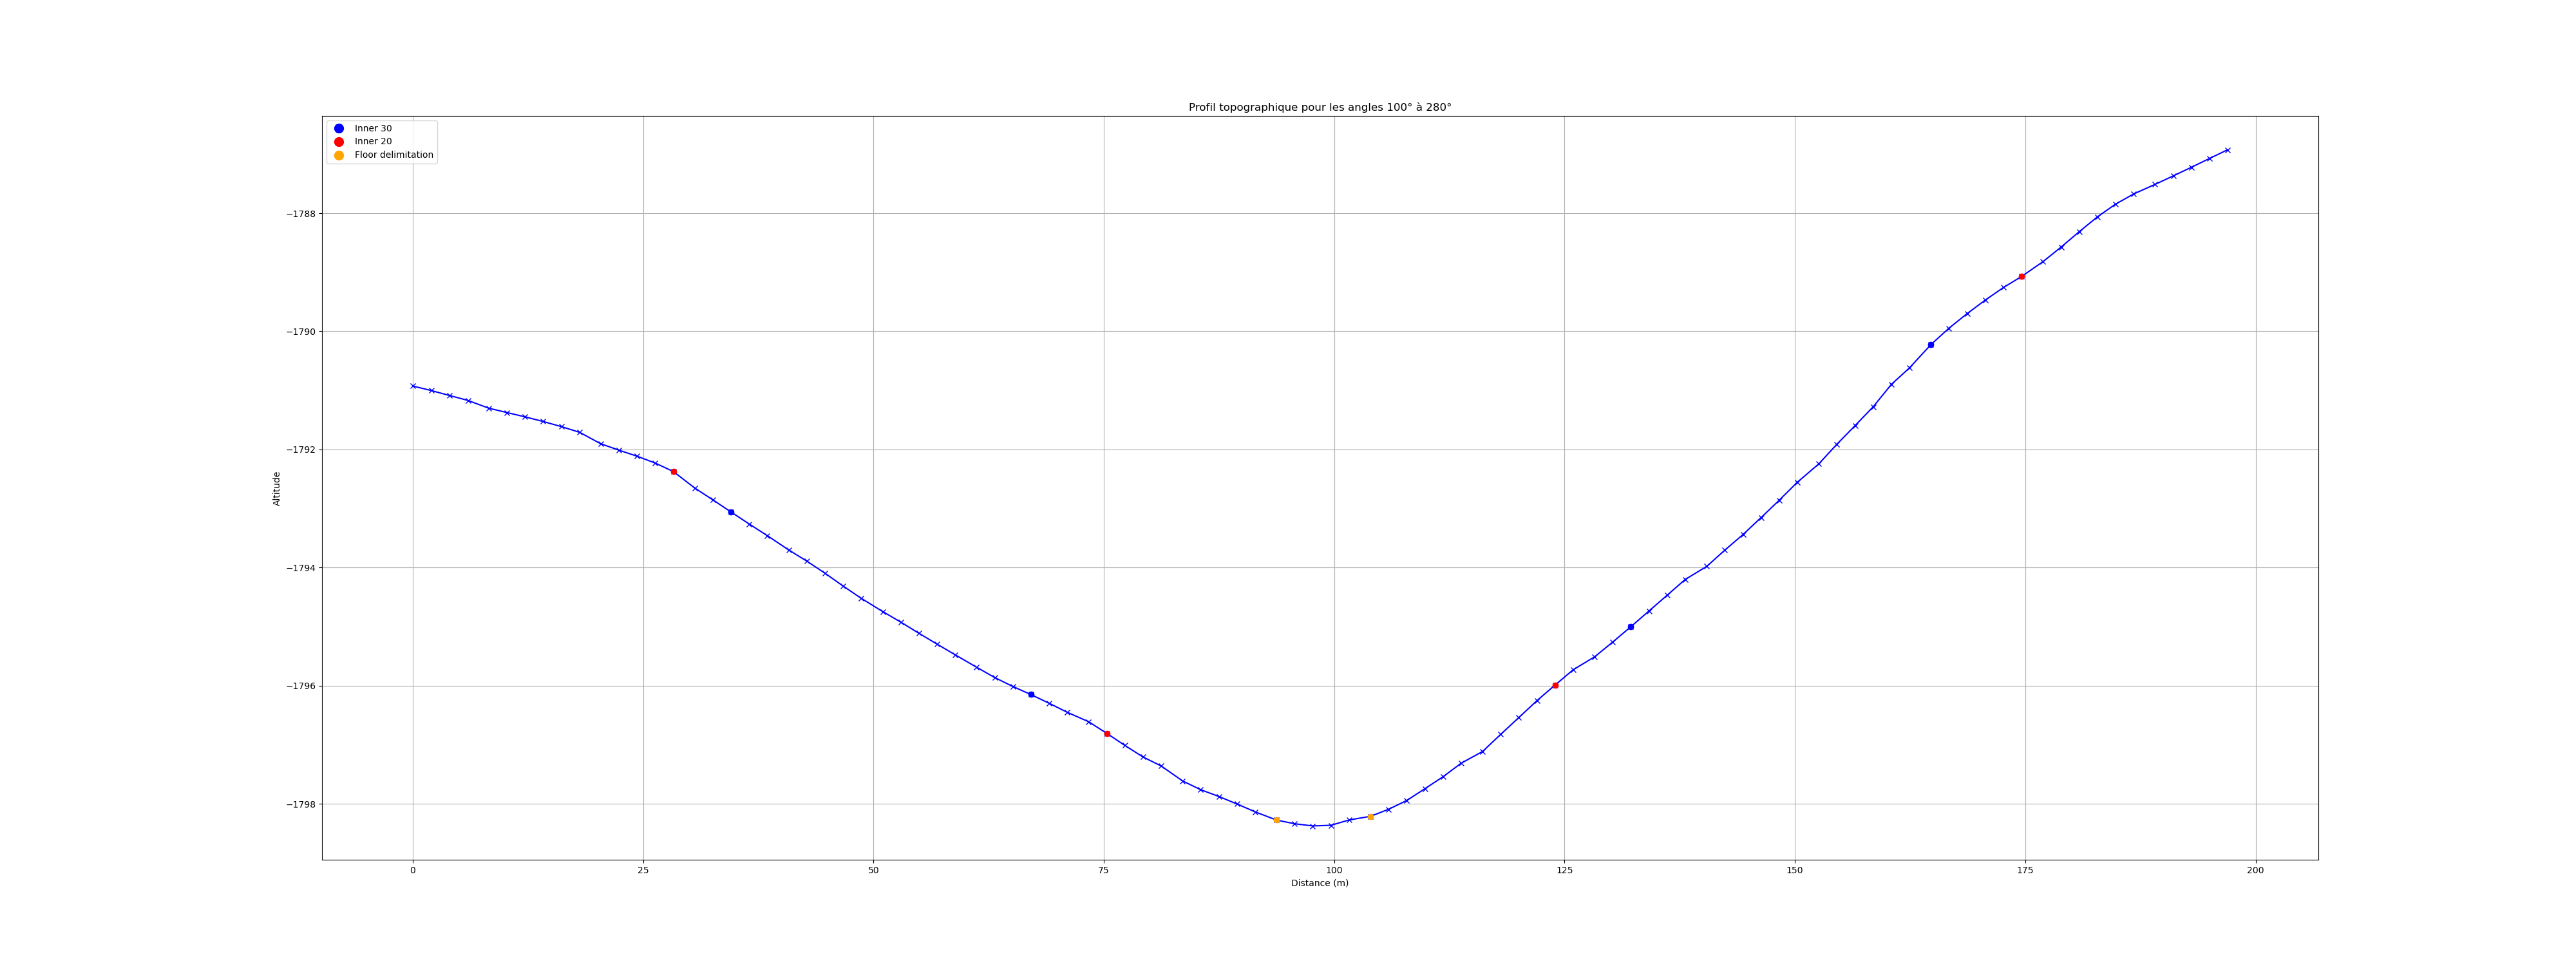 Profil topographique pour les angles 100° à 280°
Inner 30
Inner 20
Floor delimitation
−1788
−1790
−1792
−1794
−1796
−1798
Altitude
0 25 50 75 100 125 150 175 200
Distance (m)